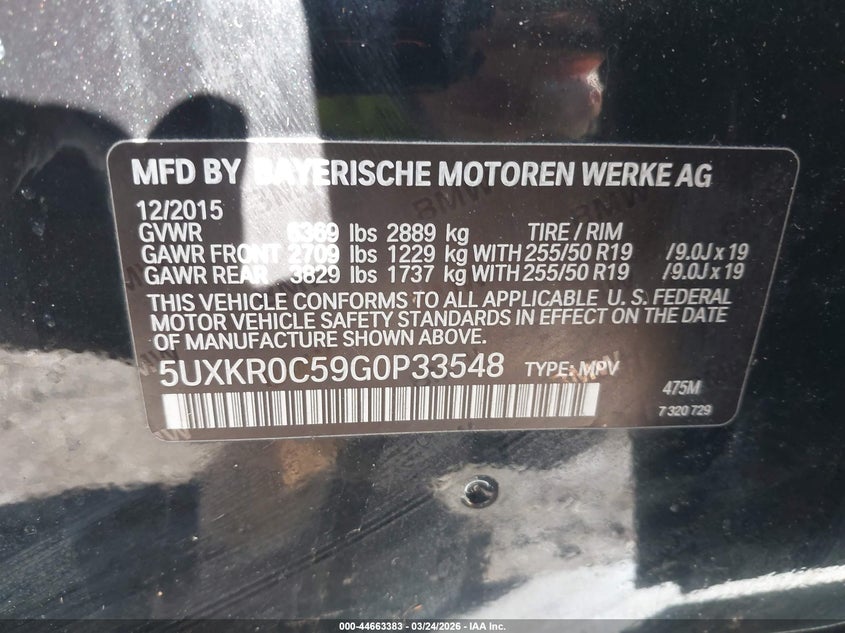 MFD BY BAYERISCHE MOTOREN WERKE AG
12/2015
GVWR 6369 lbs 2889 kg TIRE / RIM
GAWR FRONT 2709 lbs 1229 kg WITH 255/50 R19 /9.0J x 19
GAWR REAR 3829 lbs 1737 kg WITH 255/50 R19 /9.0J x 19
THIS VEHICLE CONFORMS TO ALL APPLICABLE U. S. FEDERAL
MOTOR VEHICLE SAFETY STANDARDS IN EFFECT ON THE DATE
OF MANUFACTURE SHOWN ABOVE.
5UXKR0C59G0P33548 TYPE: MPV
475M
7 320 729
000-44663383 - 03/24/2026 - IAA Inc.